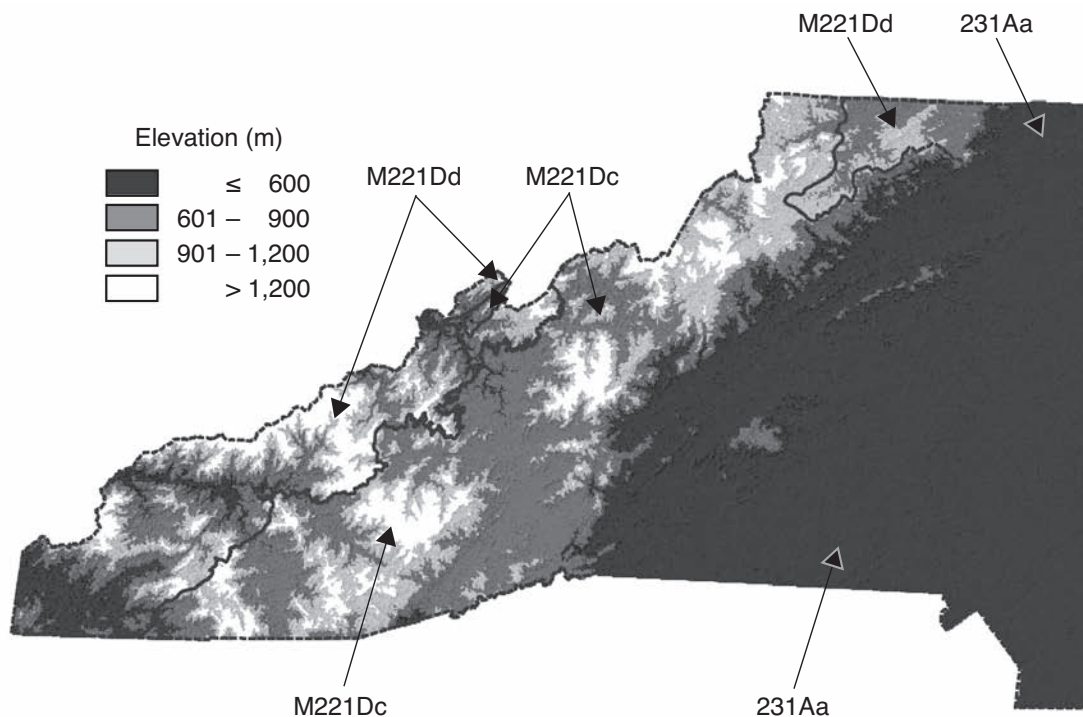 M221Dd 231Aa
Elevation (m)
≤ 600
601 – 900
901 – 1,200
> 1,200
M221Dd M221Dc
M221Dc 231Aa